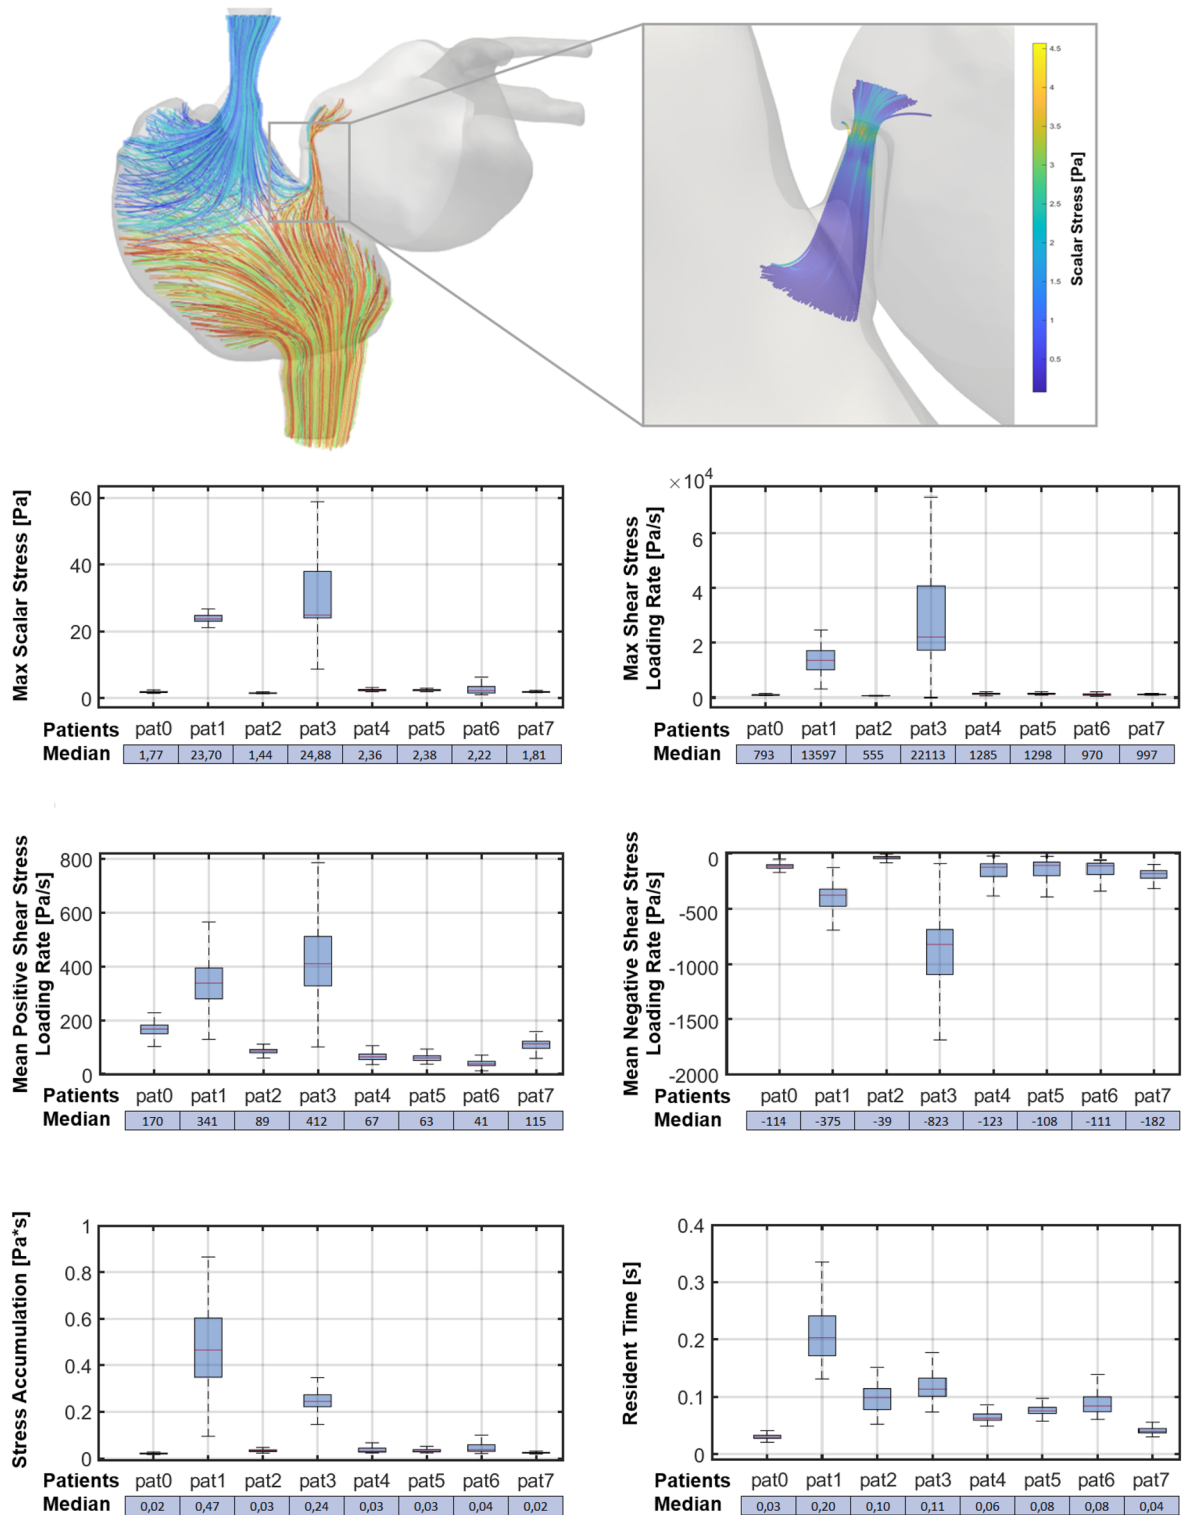 4.5
4
3.5
3
2.5
2
1.5
1
0.5
Scalar Stress [Pa]
Max Scalar Stress [Pa]
60
40
20
0
Patients pat0 pat1 pat2 pat3 pat4 pat5 pat6 pat7
Median 1,77 23,70 1,44 24,88 2,36 2,38 2,22 1,81
Max Shear Stress
Loading Rate [Pa/s]
×10^4
6
4
2
0
Patients pat0 pat1 pat2 pat3 pat4 pat5 pat6 pat7
Median 793 13597 555 22113 1285 1298 970 997
Mean Positive Shear Stress
Loading Rate [Pa/s]
800
600
400
200
0
Patients pat0 pat1 pat2 pat3 pat4 pat5 pat6 pat7
Median 170 341 89 412 67 63 41 115
Mean Negative Shear Stress
Loading Rate [Pa/s]
0
-500
-1000
-1500
-2000
Patients pat0 pat1 pat2 pat3 pat4 pat5 pat6 pat7
Median -114 -375 -39 -823 -123 -108 -111 -182
Stress Accumulation [Pa*s]
1
0.8
0.6
0.4
0.2
0
Patients pat0 pat1 pat2 pat3 pat4 pat5 pat6 pat7
Median 0,02 0,47 0,03 0,24 0,03 0,03 0,04 0,02
Resident Time [s]
0.4
0.3
0.2
0.1
0
Patients pat0 pat1 pat2 pat3 pat4 pat5 pat6 pat7
Median 0,03 0,20 0,10 0,11 0,06 0,08 0,08 0,04